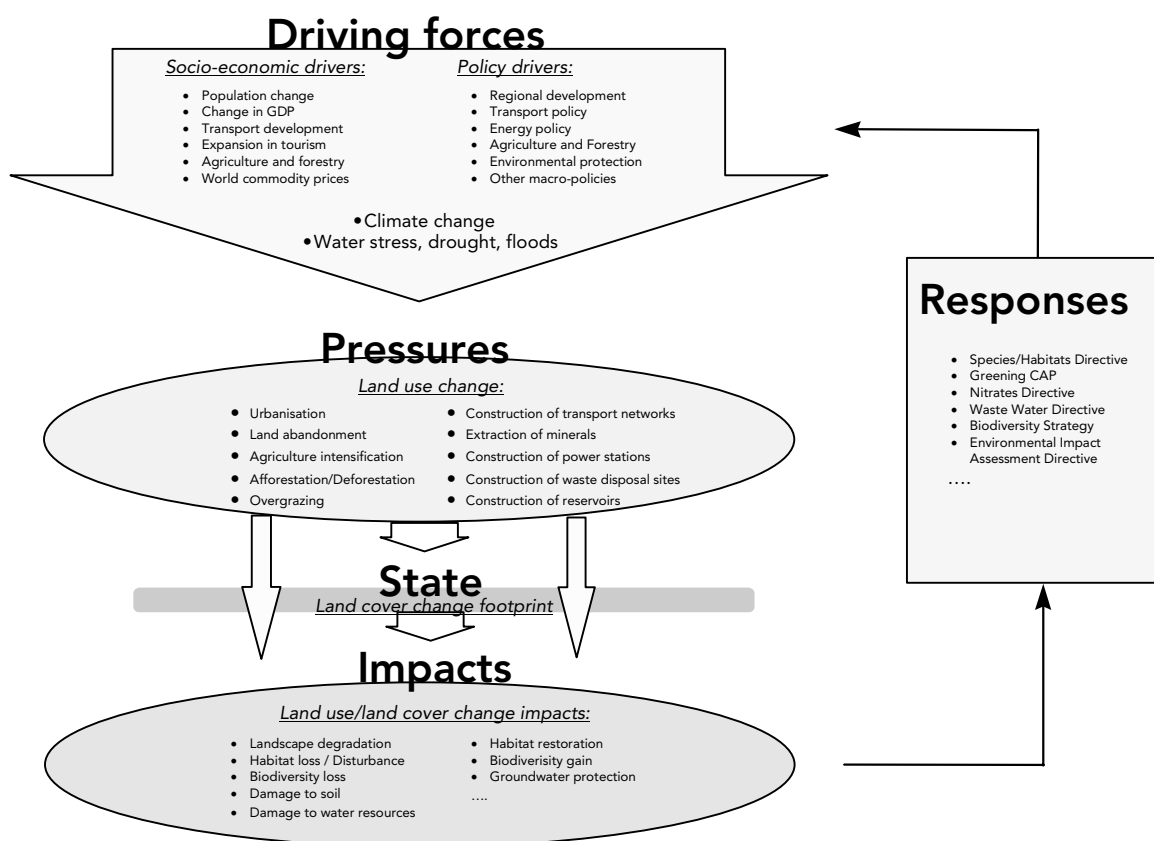 Driving forces
Socio-economic drivers:
• Population change
• Change in GDP
• Transport development
• Expansion in tourism
• Agriculture and forestry
• World commodity prices
Policy drivers:
• Regional development
• Transport policy
• Energy policy
• Agriculture and Forestry
• Environmental protection
• Other macro-policies
•Climate change
•Water stress, drought, floods
Pressures
Land use change:
• Urbanisation
• Land abandonment
• Agriculture intensification
• Afforestation/Deforestation
• Overgrazing
• Construction of transport networks
• Extraction of minerals
• Construction of power stations
• Construction of waste disposal sites
• Construction of reservoirs
State
Land cover change footprint
Impacts
Land use/land cover change impacts:
• Landscape degradation
• Habitat loss / Disturbance
• Biodiversity loss
• Damage to soil
• Damage to water resources
• Habitat restoration
• Biodiverisity gain
• Groundwater protection
....
Responses
• Species/Habitats Directive
• Greening CAP
• Nitrates Directive
• Waste Water Directive
• Biodiversity Strategy
• Environmental Impact
Assessment Directive
....